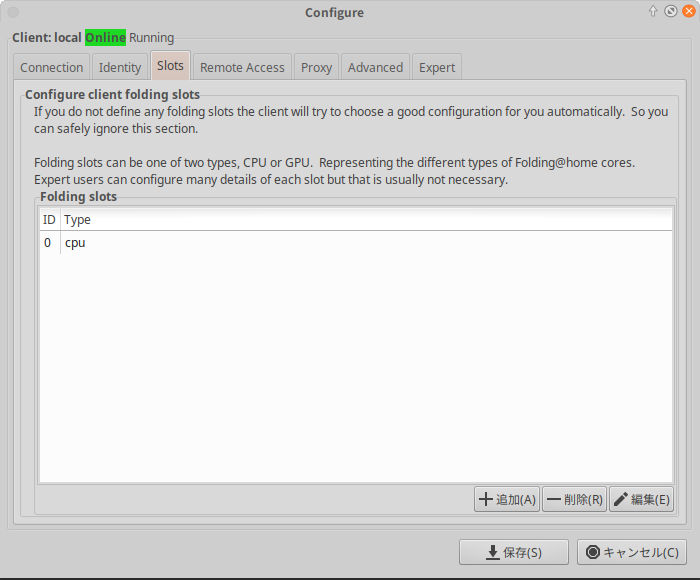 Configure
Client: local Online Running
Connection Identity Slots Remote Access Proxy Advanced Expert
Configure client folding slots
If you do not define any folding slots the client will try to choose a good configuration for you automatically.  So you
can safely ignore this section.
Folding slots can be one of two types, CPU or GPU.  Representing the different types of Folding@home cores.
Expert users can configure many details of each slot but that is usually not necessary.
Folding slots
ID Type
0 cpu
追加(A) 削除(R) 編集(E)
保存(S) キャンセル(C)